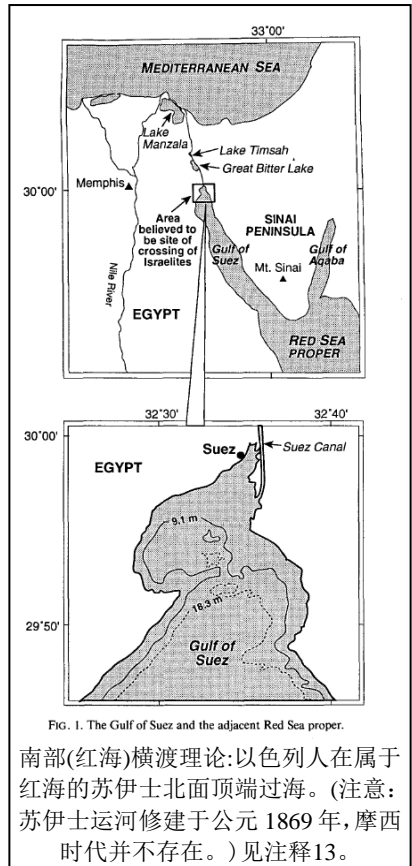 33°00'
MEDITERRANEAN SEA
Lake
Manzala
Lake Timsah
Great Bitter Lake
Memphis
30°00'
Area
believed to
be site of
crossing of
Israelites
SINAI
PENINSULA
Gulf of
Suez
Gulf of
Aqaba
Mt. Sinai
Nile River
EGYPT
RED SEA
PROPER
32°30'
32°40'
30°00'
Suez
Suez Canal
EGYPT
9.1 m
18.3 m
29°50'
Gulf of
Suez
FIG. 1. The Gulf of Suez and the adjacent Red Sea proper.
南部(红海)横渡理论:以色列人在属于
红海的苏伊士北面顶端过海。(注意:
苏伊士运河修建于公元 1869 年,摩西
时代并不存在。) 见注释13。